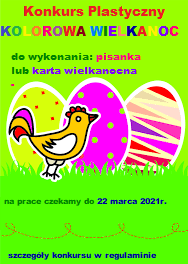 Konkurs Plastyczny
KOLOROWA WIELKANOC
do wykonania: pisanka
lub kartka wielkanocna
na prace czekamy do 22 marca 2021r.
szczegóły konkursu w regulaminie